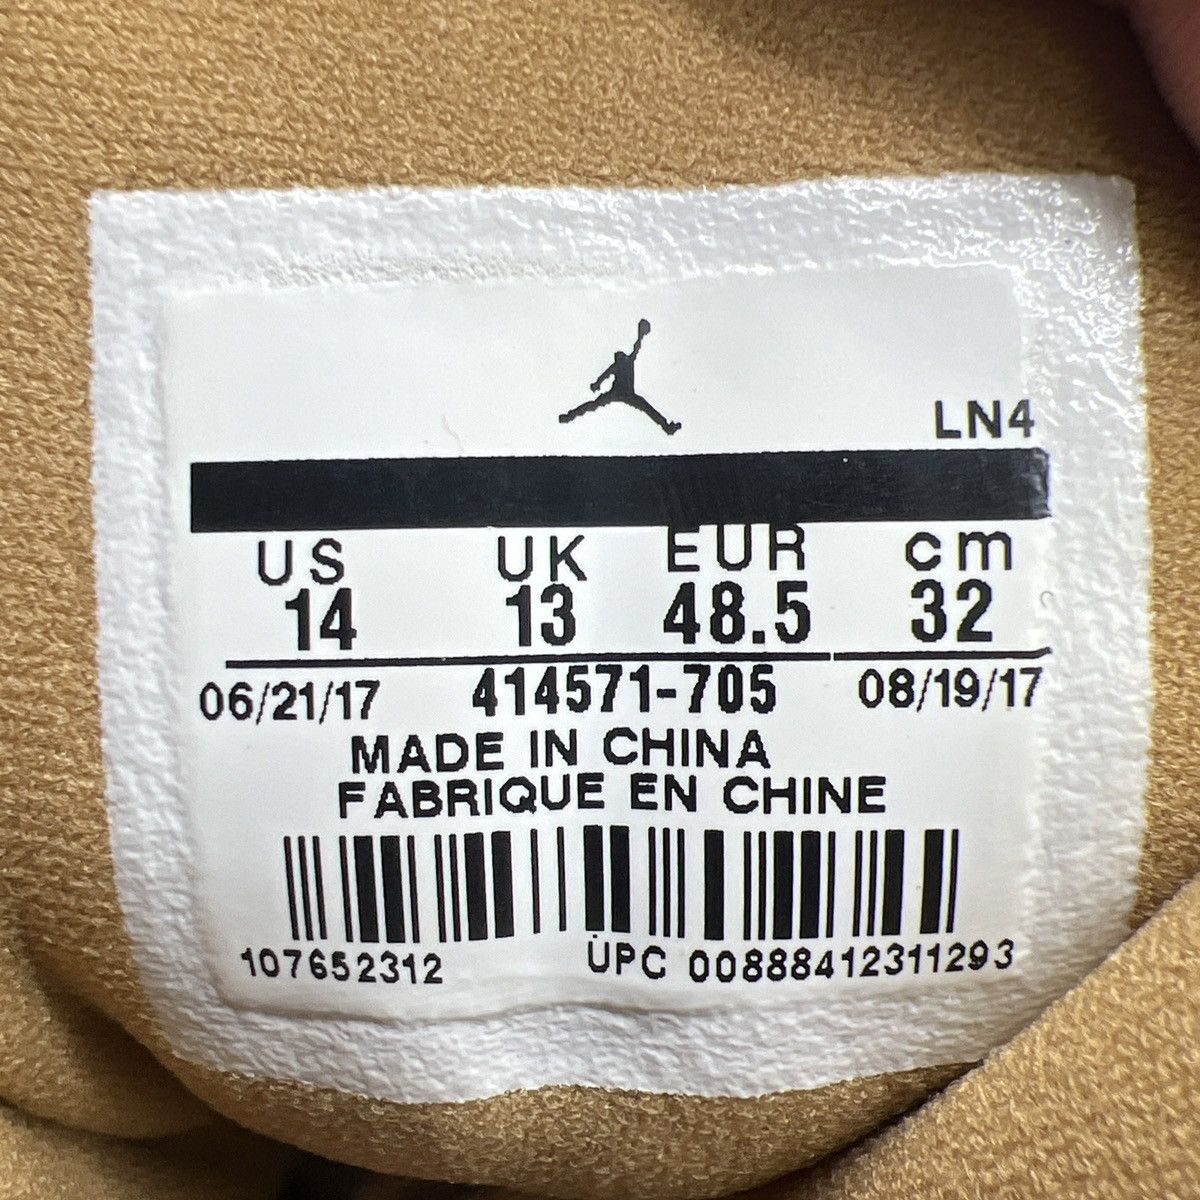 LN4
US UK EUR cm
14 13 48.5 32
06/21/17 414571-705 08/19/17
MADE IN CHINA
FABRIQUE EN CHINE
107652312 UPC 00888412311293